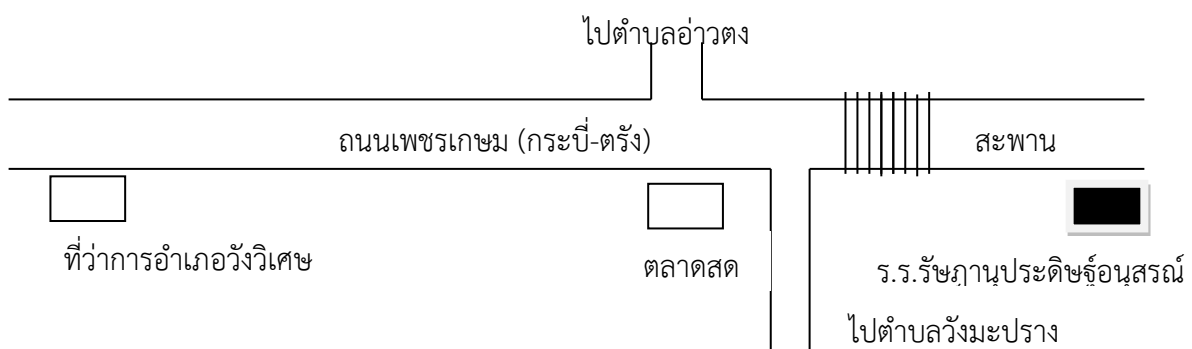 ไปตำบลอ่าวตง
ถนนเพชรเกษม (กระบี่-ตรัง)
สะพาน
ที่ว่าการอำเภอวังวิเศษ
ตลาดสด
ร.ร.รัษฎานุประดิษฐ์อนุสรณ์
ไปตำบลวังมะปราง